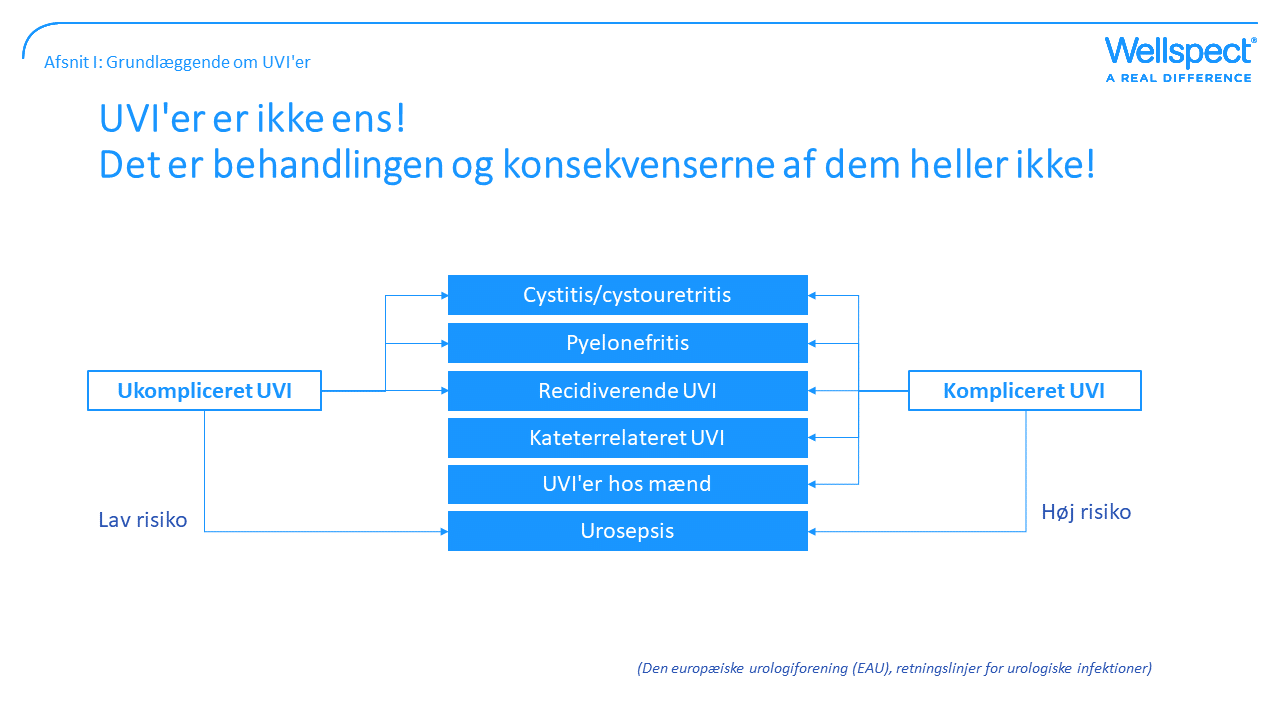 Afsnit I: Grundlæggende om UVI'er
Wellspect®
A REAL DIFFERENCE
UVI'er er ikke ens!
Det er behandlingen og konsekvenserne af dem heller ikke!
Cystitis/cystouretritis
Pyelonefritis
Ukompliceret UVI
Recidiverende UVI
Kompliceret UVI
Kateterrelateret UVI
UVI'er hos mænd
Lav risiko
Høj risiko
Urosepsis
(Den europæiske urologiforening (EAU), retningslinjer for urologiske infektioner)